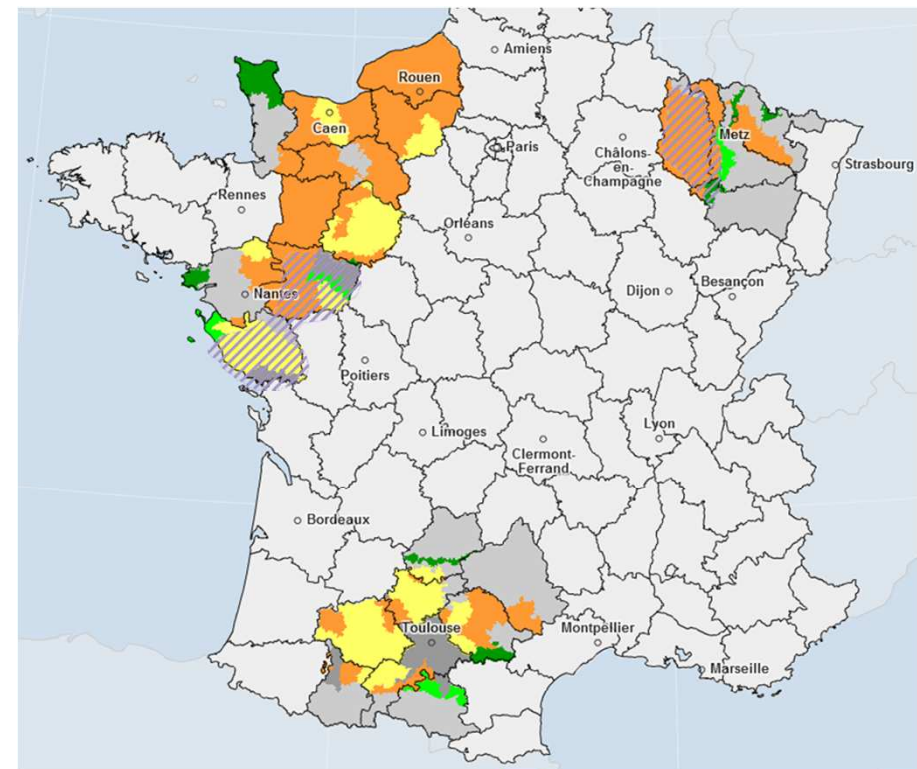 Amiens
Rouen
Caen
Paris
Metz
Châlons-
en-
Champagne
Strasbourg
Rennes
Orléans
Nantes
Dijon
Besançon
Poitiers
Limoges
Lyon
Clermont-
Ferrand
Bordeaux
Toulouse
Montpellier
Marseille